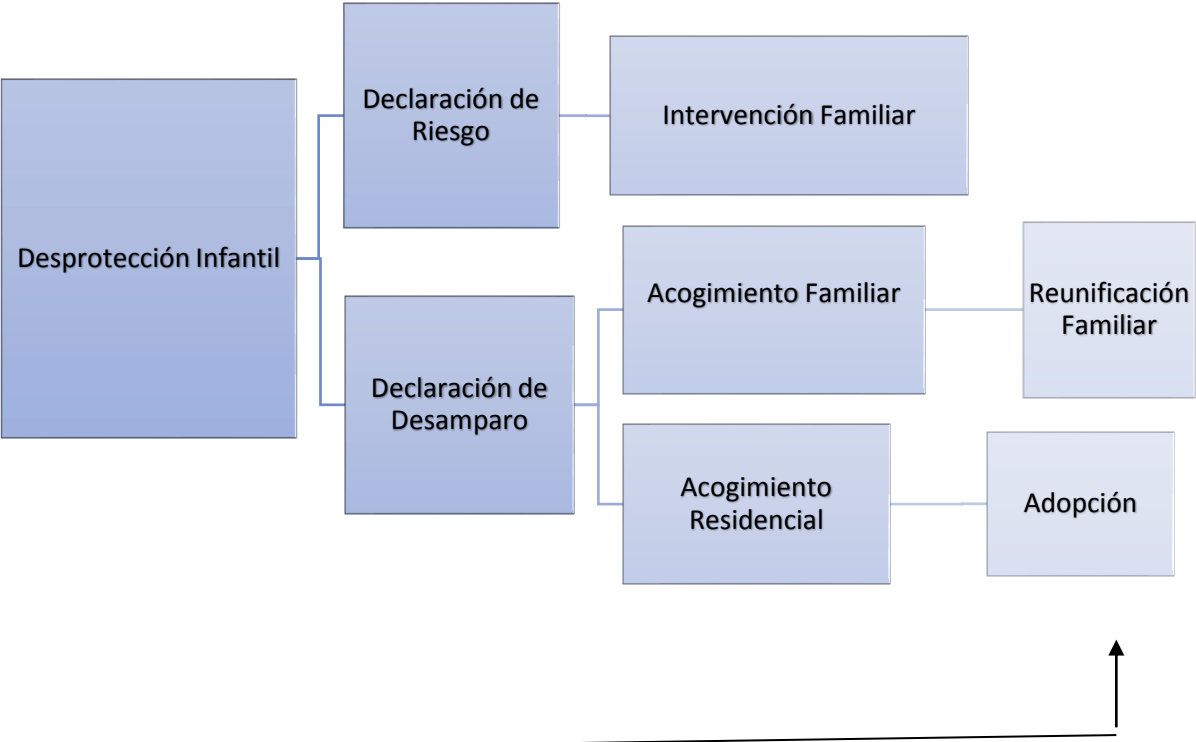 Desprotección Infantil
Declaración de
Riesgo
Intervención Familiar
Declaración de
Desamparo
Acogimiento Familiar
Reunificación
Familiar
Acogimiento
Residencial
Adopción